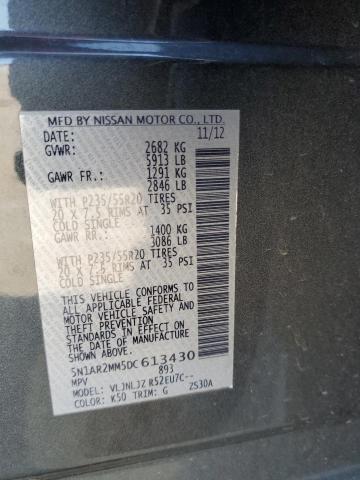 MFD BY NISSAN MOTOR CO., LTD.
DATE: 11/12
GVWR: 2682 KG
5913 LB
GAWR FR.: 1291 KG
2846 LB
WITH P235/55R20 TIRES
20 X 7.5 RIMS AT 35 PSI
COLD SINGLE
GAWR RR.: 1400 KG
3086 LB
WITH P235/55R20 TIRES
20 X 7.5 RIMS AT 35 PSI
COLD SINGLE
THIS VEHICLE CONFORMS TO
ALL APPLICABLE FEDERAL
MOTOR VEHICLE SAFETY AND
THEFT PREVENTION
STANDARDS IN EFFECT ON
THE DATE OF MANUFACTURE
SHOWN ABOVE.
5N1AR2MM5DC613430
MPV 893
MODEL: VLJNLJZ R52EU7C--
COLOR: K50 TRIM: G ZS30A